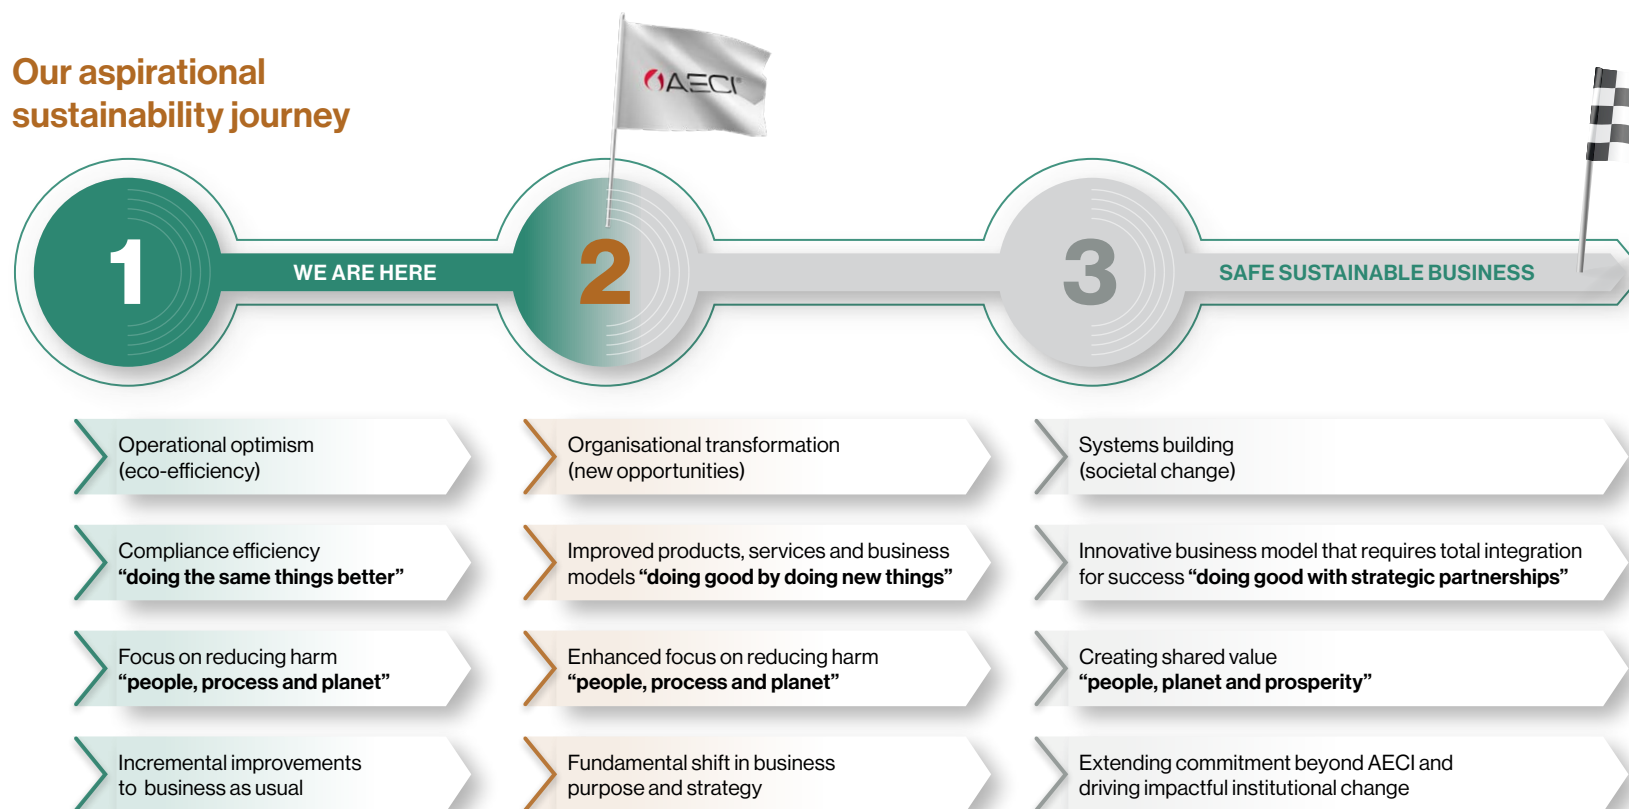 Our aspirational
sustainability journey
AECI
1
WE ARE HERE
2
3
SAFE SUSTAINABLE BUSINESS
Operational optimism
(eco-efficiency)
Compliance efficiency
“doing the same things better”
Focus on reducing harm
“people, process and planet”
Incremental improvements
to business as usual
Organisational transformation
(new opportunities)
Improved products, services and business
models “doing good by doing new things”
Enhanced focus on reducing harm
“people, process and planet”
Fundamental shift in business
purpose and strategy
Systems building
(societal change)
Innovative business model that requires total integration
for success “doing good with strategic partnerships”
Creating shared value
“people, planet and prosperity”
Extending commitment beyond AECI and
driving impactful institutional change